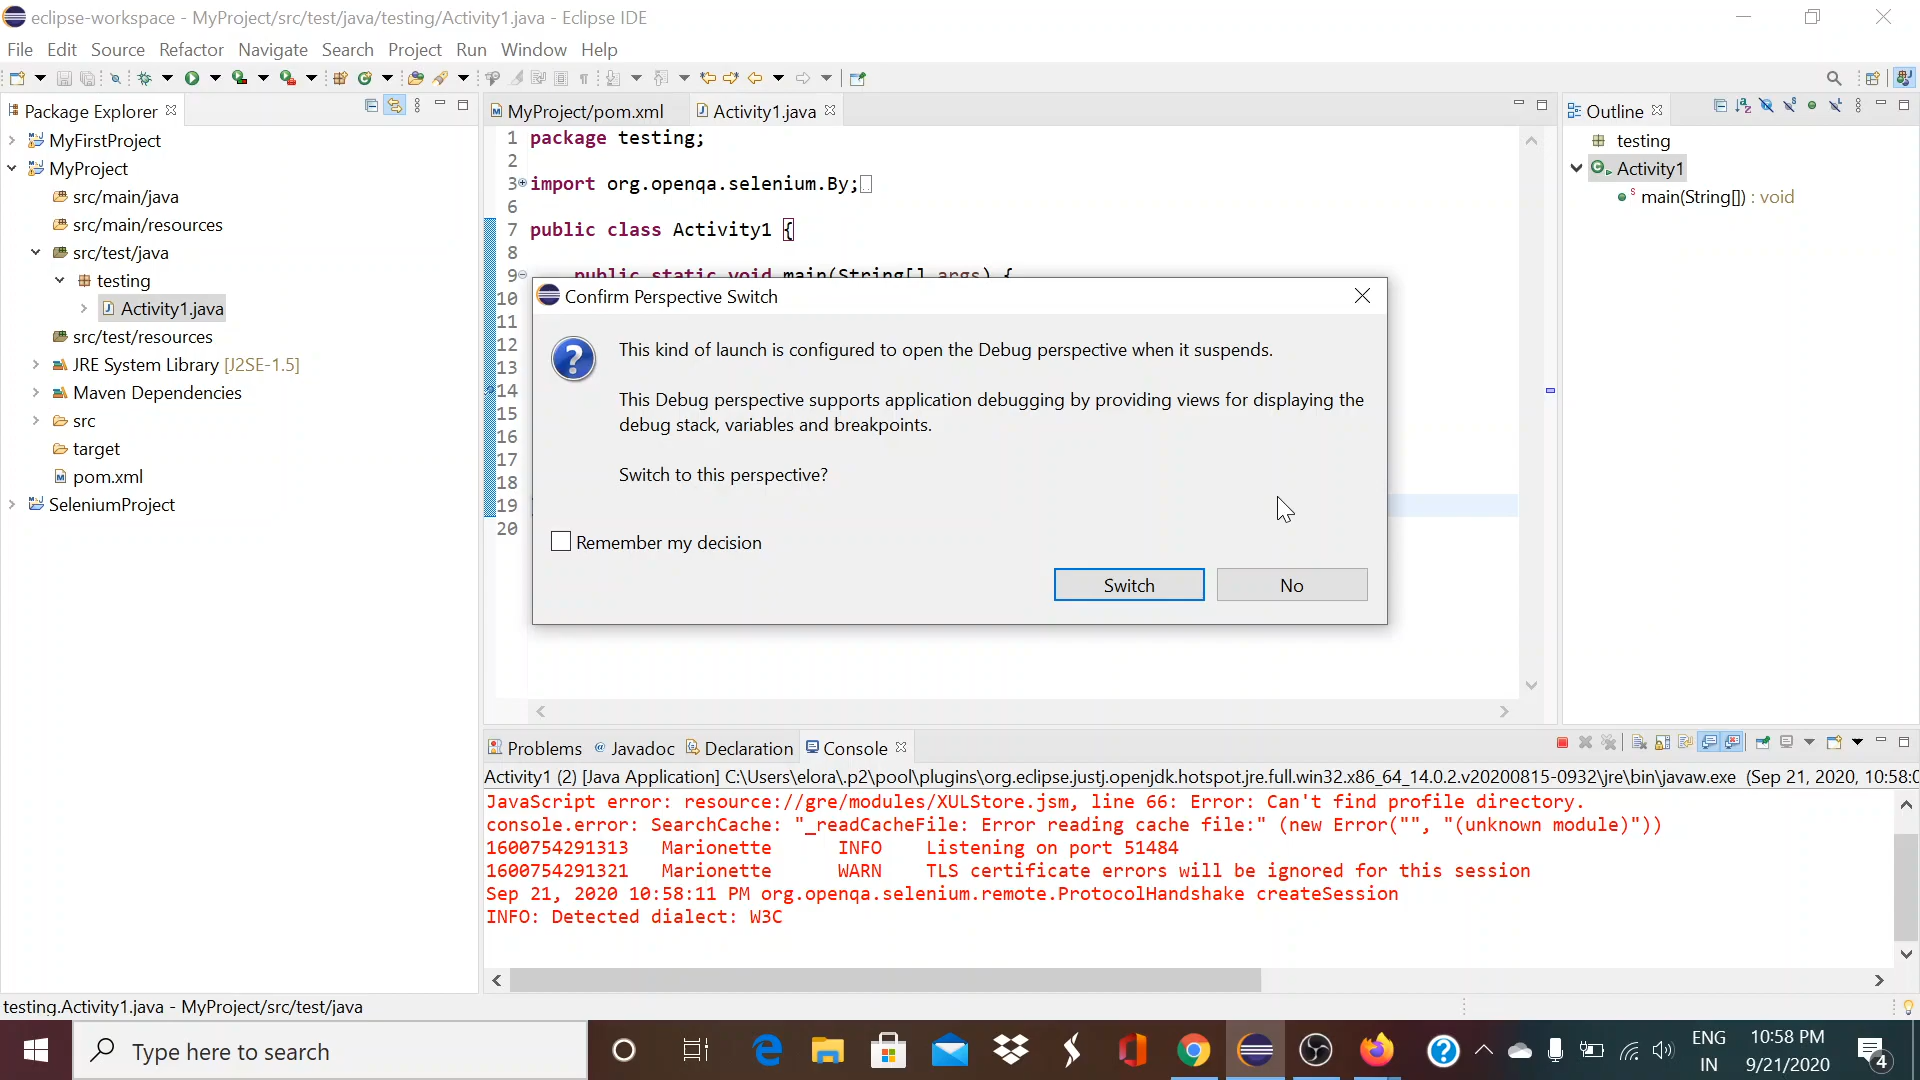 eclipse-workspace - MyProject/src/test/java/testing/Activity1.java - Eclipse IDE
File Edit Source Refactor Navigate Search Project Run Window Help
Package Explorer
MyFirstProject
MyProject
src/main/java
src/main/resources
src/test/java
testing
Activity1.java
src/test/resources
JRE System Library [J2SE-1.5]
Maven Dependencies
src
target
pom.xml
SeleniumProject
MyProject/pom.xml
Activity1.java
1 package testing;
2
3 import org.openqa.selenium.By;
6
7 public class Activity1 {
8
9 public static void main(String[] args) {
10
11
12
13
14
15
16
17
18
19
20
Confirm Perspective Switch
This kind of launch is configured to open the Debug perspective when it suspends.
This Debug perspective supports application debugging by providing views for displaying the
debug stack, variables and breakpoints.
Switch to this perspective?
Remember my decision
Switch
No
Outline
testing
Activity1
main(String[]) : void
Problems
Javadoc
Declaration
Console
Activity1 (2) [Java Application] C:\Users\elora\.p2\pool\plugins\org.eclipse.justj.openjdk.hotspot.jre.full.win32.x86_64_14.0.2.v20200815-0932\jre\bin\javaw.exe (Sep 21, 2020, 10:58:0
JavaScript error: resource://gre/modules/XULStore.jsm, line 66: Error: Can't find profile directory.
console.error: SearchCache: "_readCacheFile: Error reading cache file:" (new Error("", "(unknown module)"))
1600754291313 Marionette INFO Listening on port 51484
1600754291321 Marionette WARN TLS certificate errors will be ignored for this session
Sep 21, 2020 10:58:11 PM org.openqa.selenium.remote.ProtocolHandshake createSession
INFO: Detected dialect: W3C
testing.Activity1.java - MyProject/src/test/java
Type here to search
ENG
IN
10:58 PM
9/21/2020
4